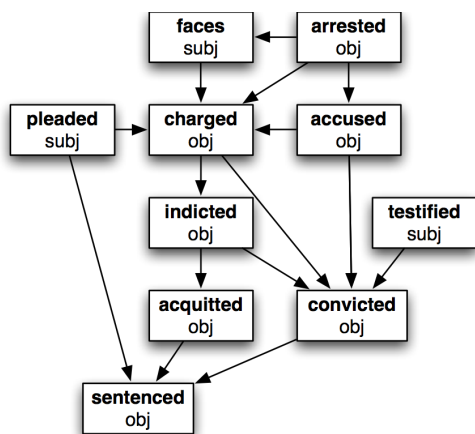 faces
subj
arrested
obj
pleaded
subj
charged
obj
accused
obj
indicted
obj
testified
subj
acquitted
obj
convicted
obj
sentenced
obj